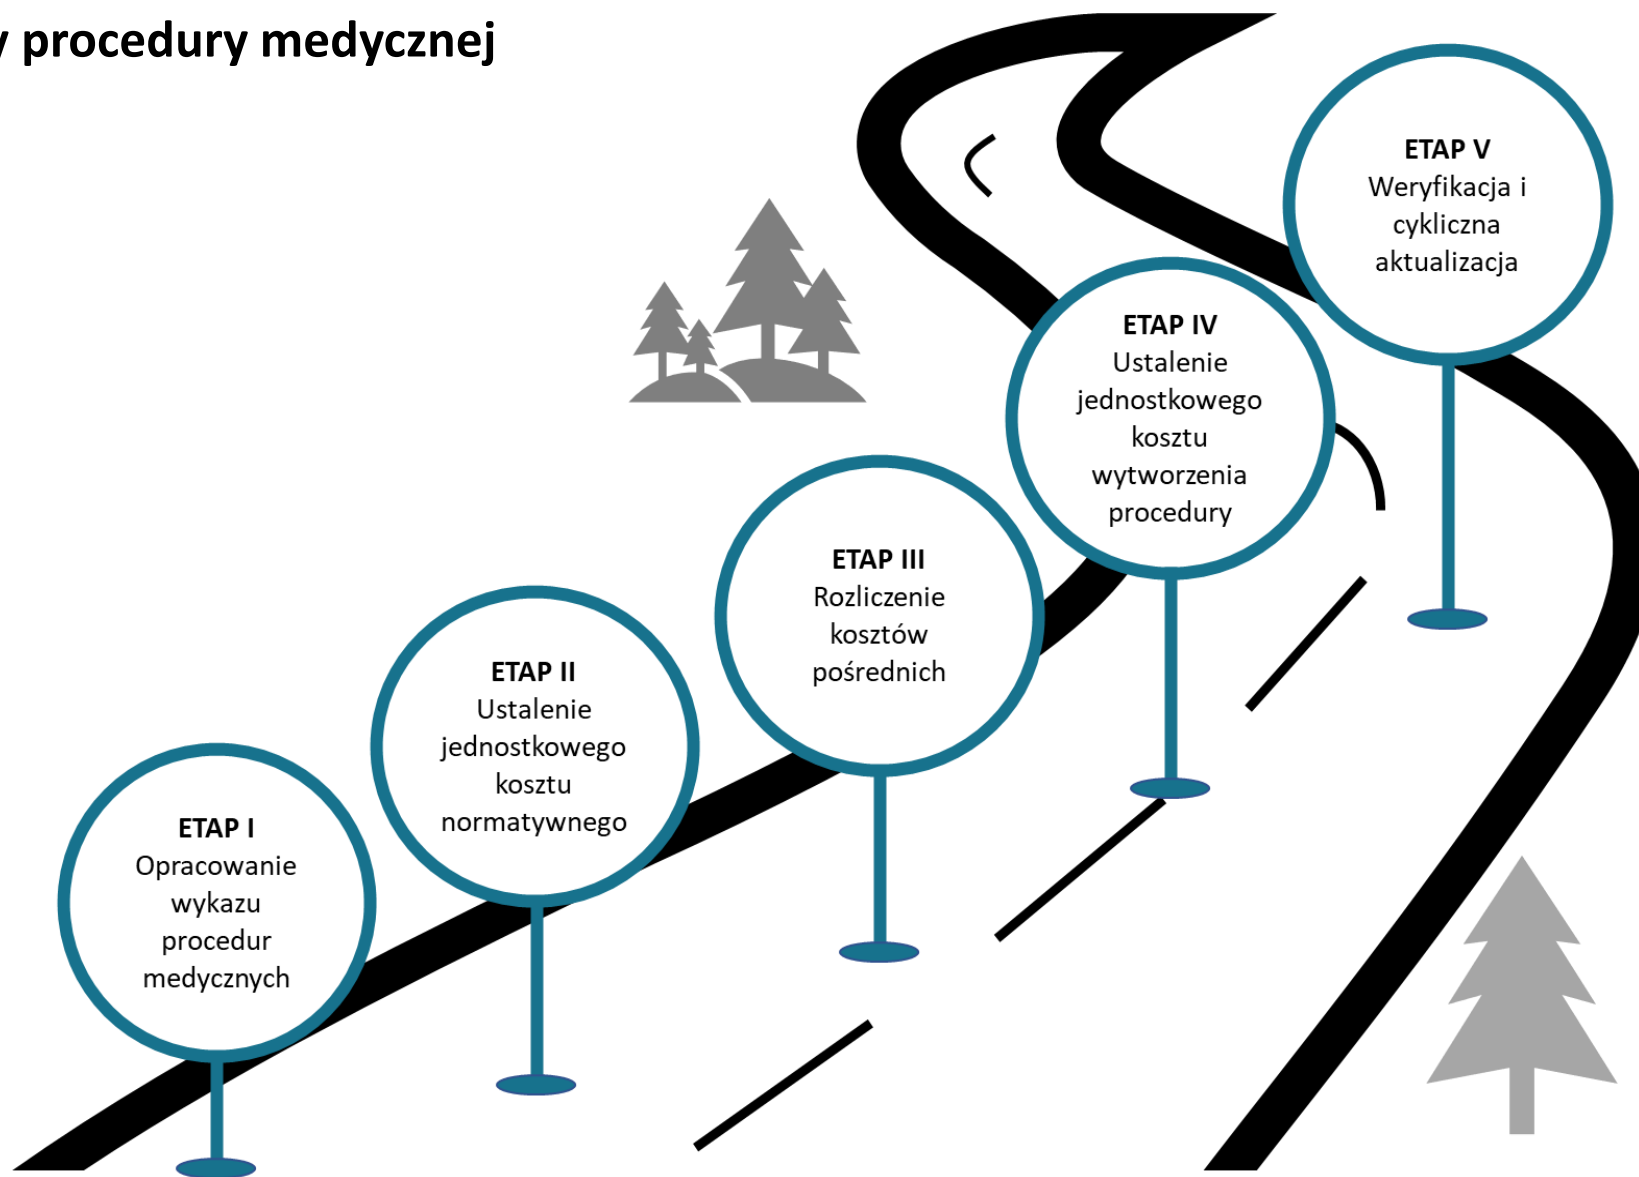 y procedury medycznej
ETAP I
Opracowanie
wykazu
procedur
medycznych
ETAP II
Ustalenie
jednostkowego
kosztu
normatywnego
ETAP III
Rozliczenie
kosztów
pośrednich
ETAP IV
Ustalenie
jednostkowego
kosztu
wytworzenia
procedury
ETAP V
Weryfikacja i
cykliczna
aktualizacja